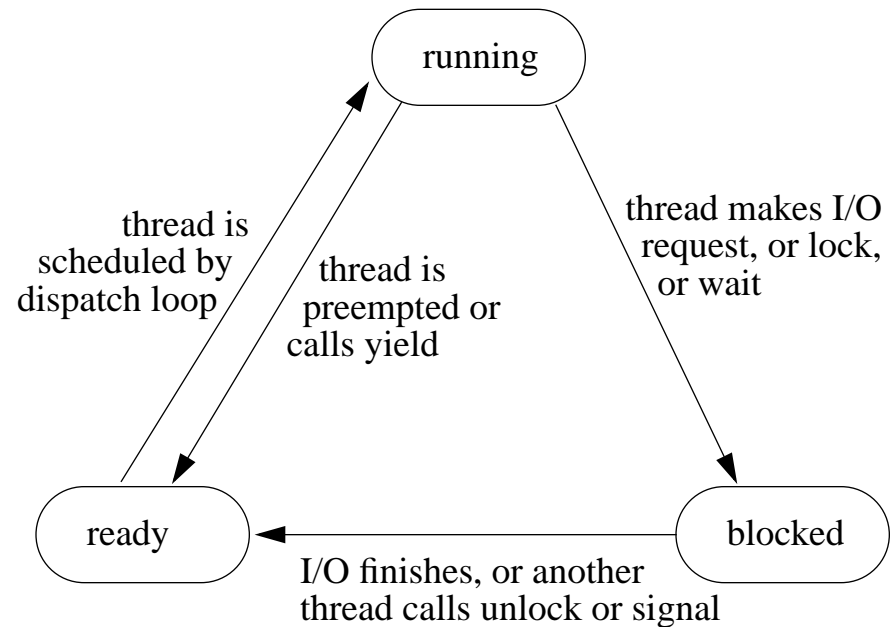 running
thread is
scheduled by
dispatch loop
thread is
preempted or
calls yield
thread makes I/O
request, or lock,
or wait
ready
blocked
I/O finishes, or another
thread calls unlock or signal